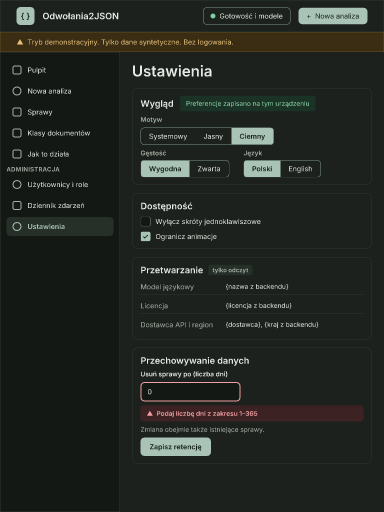 {} Odwołania2JSON
Gotowość i modele
+ Nowa analiza
Tryb demonstracyjny. Tylko dane syntetyczne. Bez logowania.
Pulpit
Nowa analiza
Sprawy
Klasy dokumentów
Jak to działa
ADMINISTRACJA
Użytkownicy i role
Dziennik zdarzeń
Ustawienia
Ustawienia
Wygląd
Preferencje zapisano na tym urządzeniu
Motyw
Systemowy Jasny Ciemny
Gęstość Język
Wygodna Zwarta Polski English
Dostępność
Wyłącz skróty jednoklawiszowe
Ogranicz animacje
Przetwarzanie tylko odczyt
Model językowy {nazwa z backendu}
Licencja {licencja z backendu}
Dostawca API i region {dostawca}, {kraj z backendu}
Przechowywanie danych
Usuń sprawy po (liczba dni)
0
Podaj liczbę dni z zakresu 1–365
Zmiana obejmie także istniejące sprawy.
Zapisz retencję